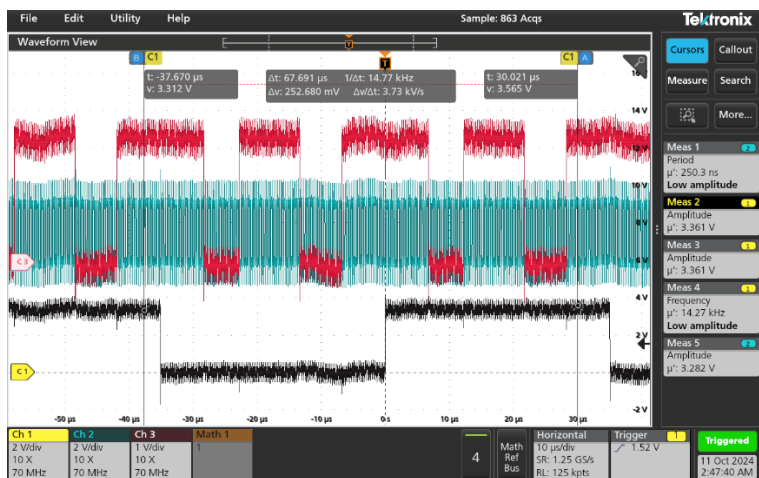 File Edit Utility Help Sample: 863 Acqs Tektronix
Waveform View
Cursors Callout
Measure Search
More...
B C1 T C1 A
t: -37.670 µs
v: 3.312 V
Δt: 67.691 µs 1/Δt: 14.77 kHz
Δv: 252.680 mV Δv/Δt: 3.73 kV/s
t: 30.021 µs
v: 3.565 V
14 V
12 V
10 V
8 V
6 V
4 V
2 V
-2 V
C3
C1
-50 µs -40 µs -30 µs -20 µs -10 µs 0 s 10 µs 20 µs 30 µs
Meas 1 2
Period
µ': 250.3 ns
Low amplitude
Meas 2 1
Amplitude
µ': 3.361 V
Meas 3 1
Amplitude
µ': 3.361 V
Meas 4 1
Frequency
µ': 14.27 kHz
Low amplitude
Meas 5 2
Amplitude
µ': 3.282 V
Ch 1
2 V/div
10 X
70 MHz
Ch 2
2 V/div
10 X
70 MHz
Ch 3
1 V/div
10 X
70 MHz
Math 1
1
4
Math
Ref
Bus
Horizontal
10 µs/div
SR: 1.25 GS/s
RL: 125 kpts
Trigger 1
1.52 V
Triggered
11 Oct 2024
2:47:40 AM